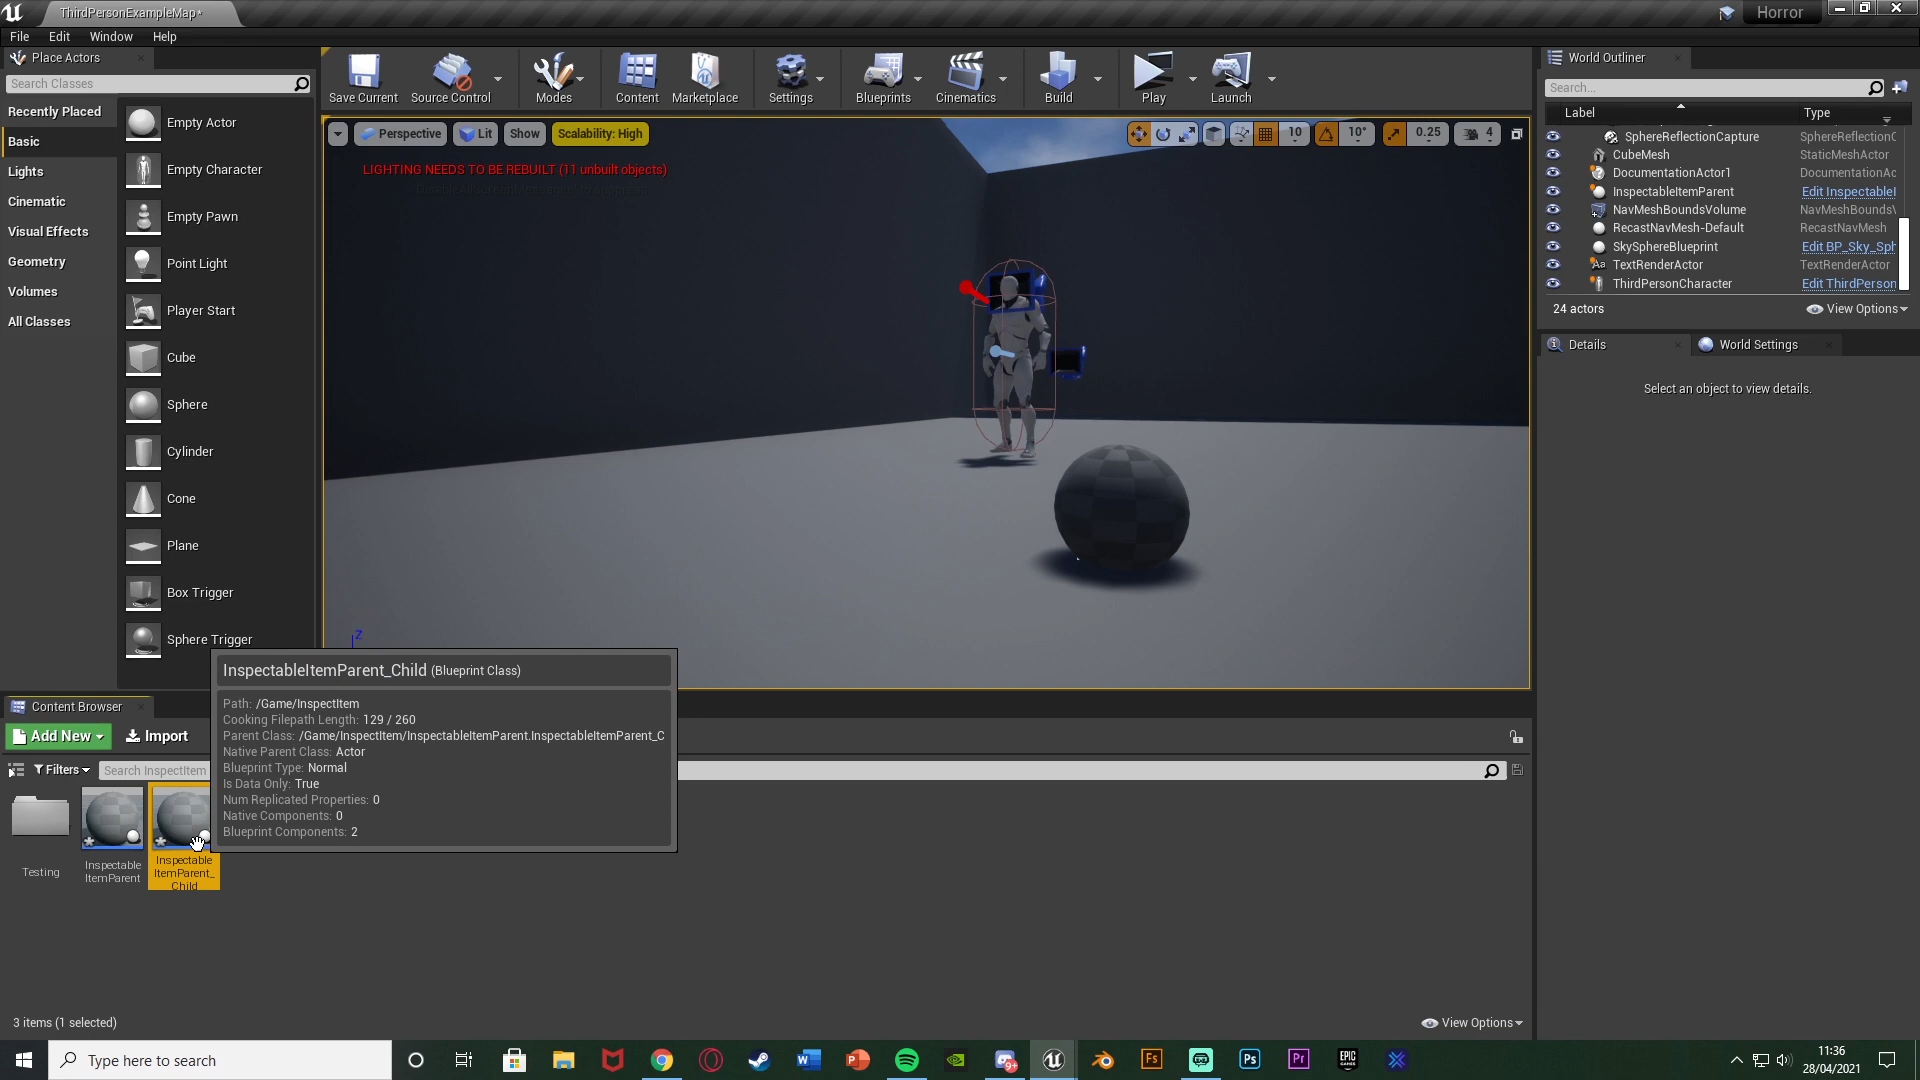 ThirdPersonExampleMap*
Horror
File Edit Window Help
Place Actors
Search Classes
Recently Placed
Basic
Lights
Cinematic
Visual Effects
Geometry
Volumes
All Classes
Empty Actor
Empty Character
Empty Pawn
Point Light
Player Start
Cube
Sphere
Cylinder
Cone
Plane
Box Trigger
Sphere Trigger
Save Current
Source Control
Modes
Content
Marketplace
Settings
Blueprints
Cinematics
Build
Play
Launch
Perspective
Lit
Show
Scalability: High
10
10°
0.25
4
LIGHTING NEEDS TO BE REBUILT (11 unbuilt objects)
Z
World Outliner
Search...
Label Type
SphereReflectionCapture SphereReflectionC
CubeMesh StaticMeshActor
DocumentationActor1 DocumentationAc
InspectableItemParent Edit InspectableI
NavMeshBoundsVolume NavMeshBoundsV
RecastNavMesh-Default RecastNavMesh
SkySphereBlueprint Edit BP_Sky_Sph
TextRenderActor TextRenderActor
ThirdPersonCharacter Edit ThirdPerson
24 actors
View Options
Details
World Settings
Select an object to view details.
Content Browser
Add New
Import
Filters
Search InspectItem
Testing
Inspectable
ItemParent
Inspectable
ItemParent_
Child
InspectableItemParent_Child (Blueprint Class)
Path: /Game/InspectItem
Cooking Filepath Length: 129 / 260
Parent Class: /Game/InspectItem/InspectableItemParent.InspectableItemParent_C
Native Parent Class: Actor
Blueprint Type: Normal
Is Data Only: True
Num Replicated Properties: 0
Native Components: 0
Blueprint Components: 2
3 items (1 selected)
View Options
Type here to search
9+
11:36
28/04/2021